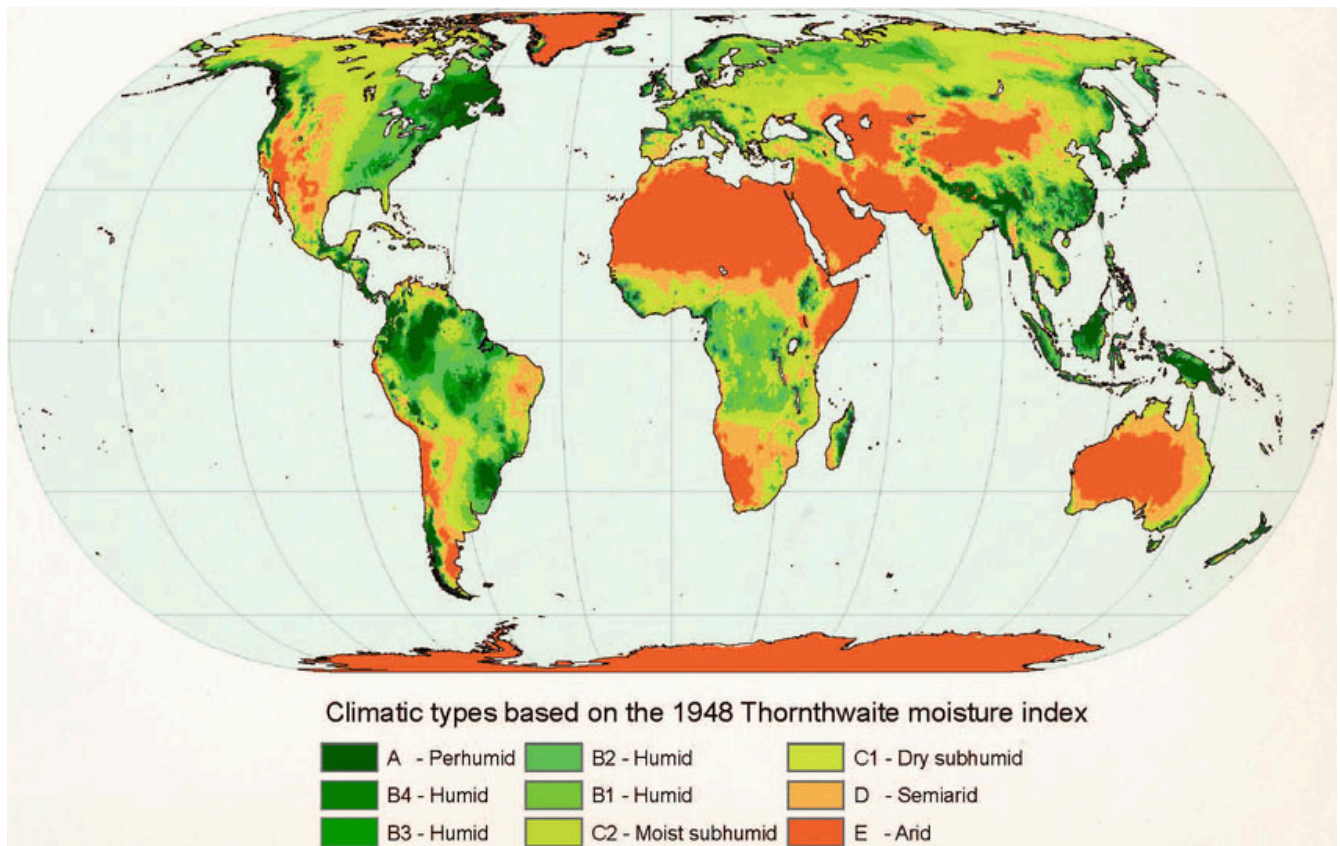 Climatic types based on the 1948 Thornthwaite moisture index
A - Perhumid B2 - Humid C1 - Dry subhumid
B4 - Humid B1 - Humid D - Semiarid
B3 - Humid C2 - Moist subhumid E - Arid